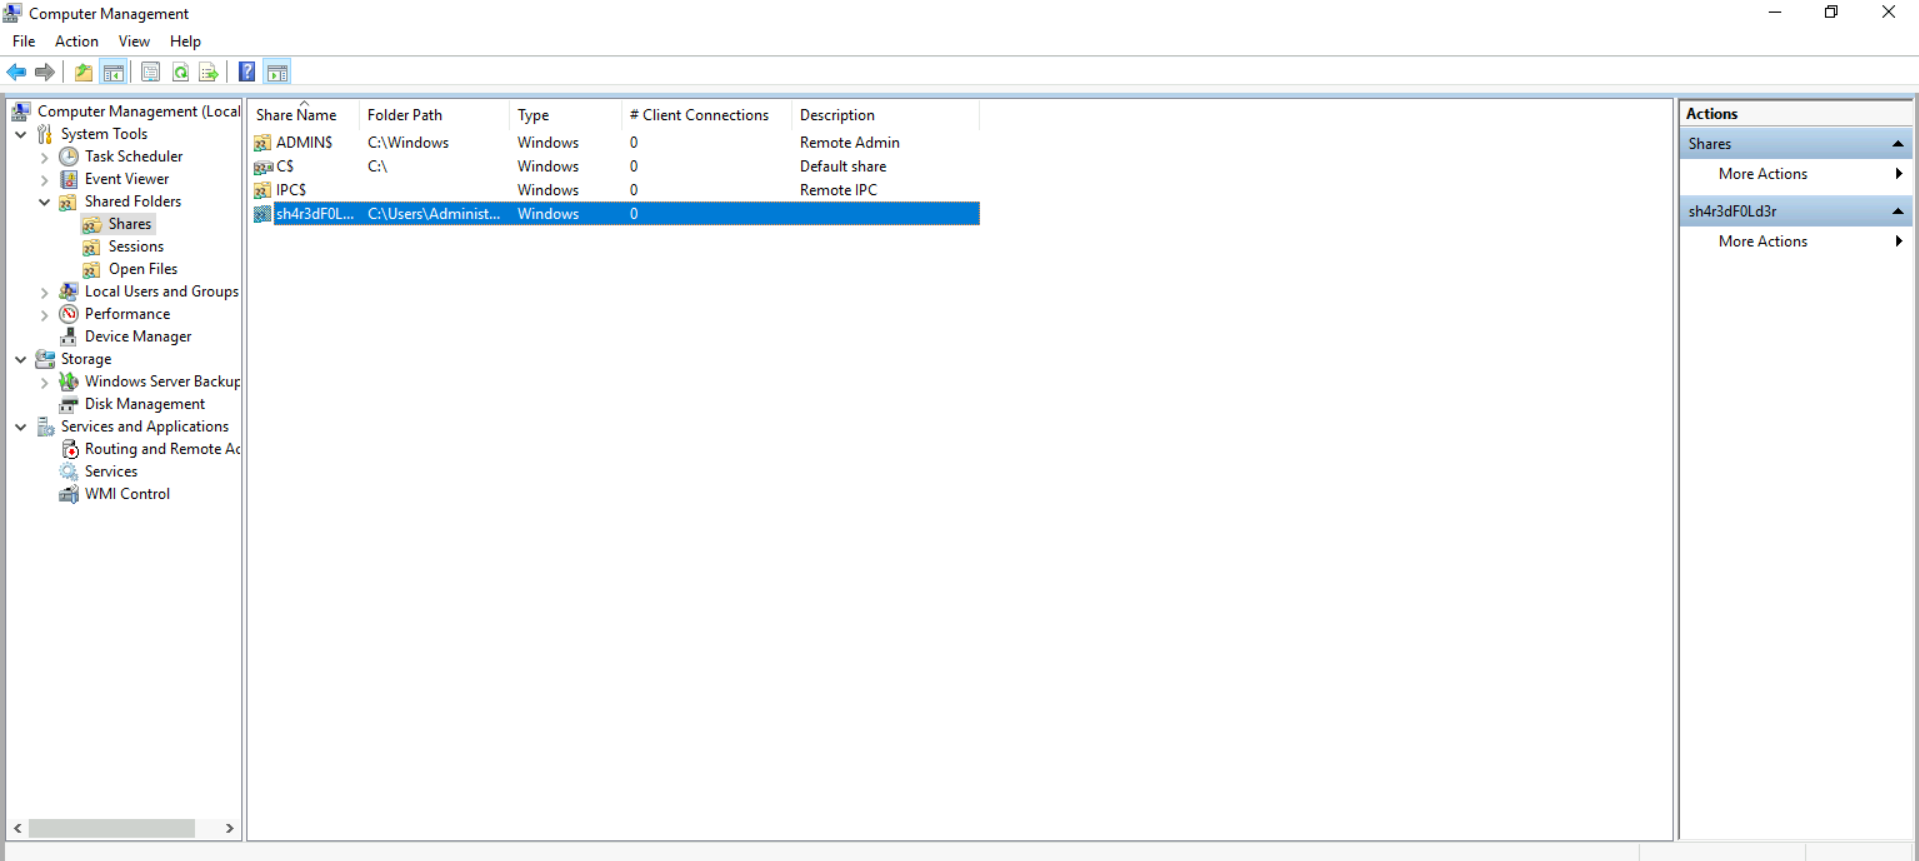 Computer Management
File Action View Help
Computer Management (Local
System Tools
Task Scheduler
Event Viewer
Shared Folders
Shares
Sessions
Open Files
Local Users and Groups
Performance
Device Manager
Storage
Windows Server Backup
Disk Management
Services and Applications
Routing and Remote Ac
Services
WMI Control
Share Name Folder Path Type # Client Connections Description
ADMIN$ C:\Windows Windows 0 Remote Admin
C$ C:\ Windows 0 Default share
IPC$ Windows 0 Remote IPC
sh4r3dF0L... C:\Users\Administ... Windows 0
Actions
Shares
More Actions
sh4r3dF0Ld3r
More Actions